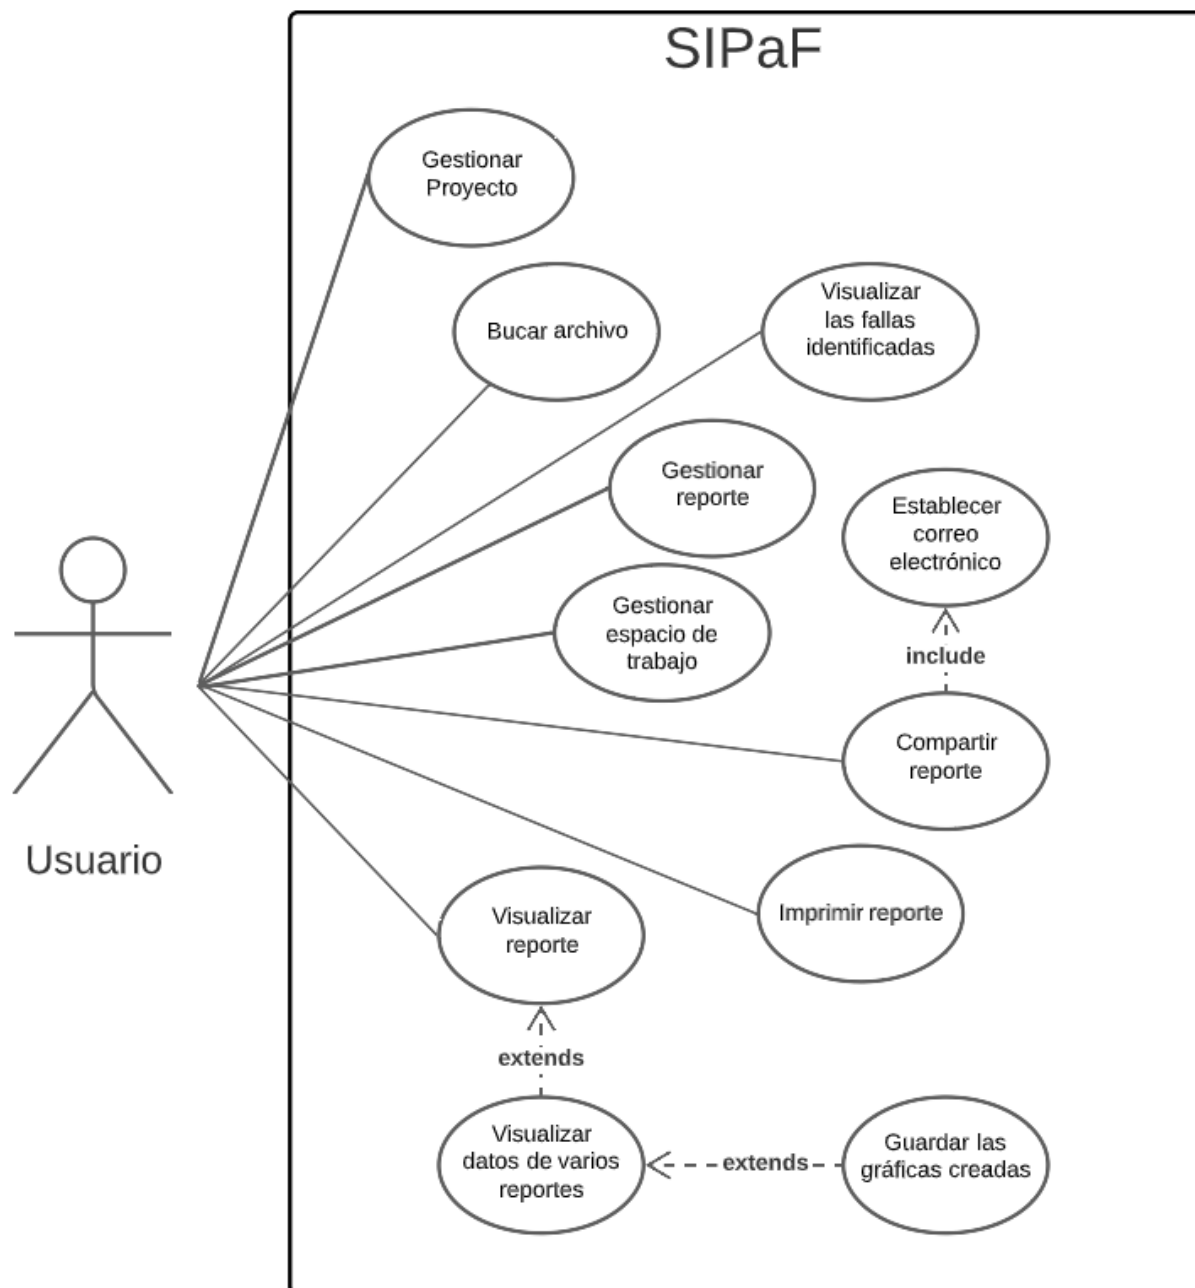 SIPaF
Gestionar
Proyecto
Bucar archivo
Visualizar
las fallas
identificadas
Gestionar
reporte
Establecer
correo
electrónico
Gestionar
espacio de
trabajo
include
Compartir
reporte
Usuario
Visualizar
reporte
Imprimir reporte
extends
Visualizar
datos de varios
reportes
extends
Guardar las
gráficas creadas